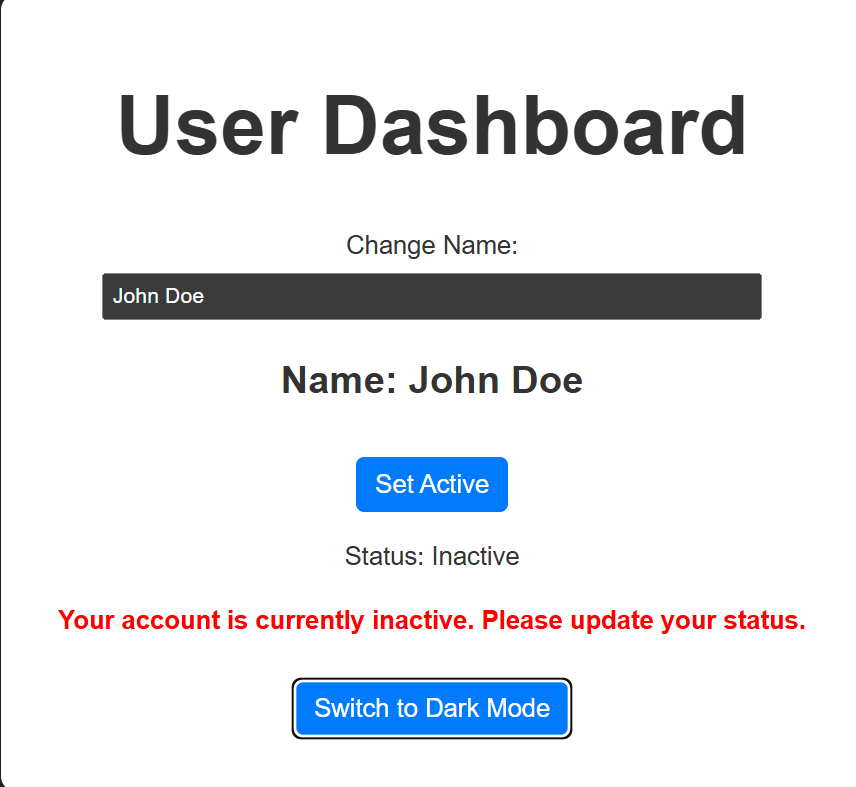 User Dashboard
Change Name:
John Doe
Name: John Doe
Set Active
Status: Inactive
Your account is currently inactive. Please update your status.
Switch to Dark Mode